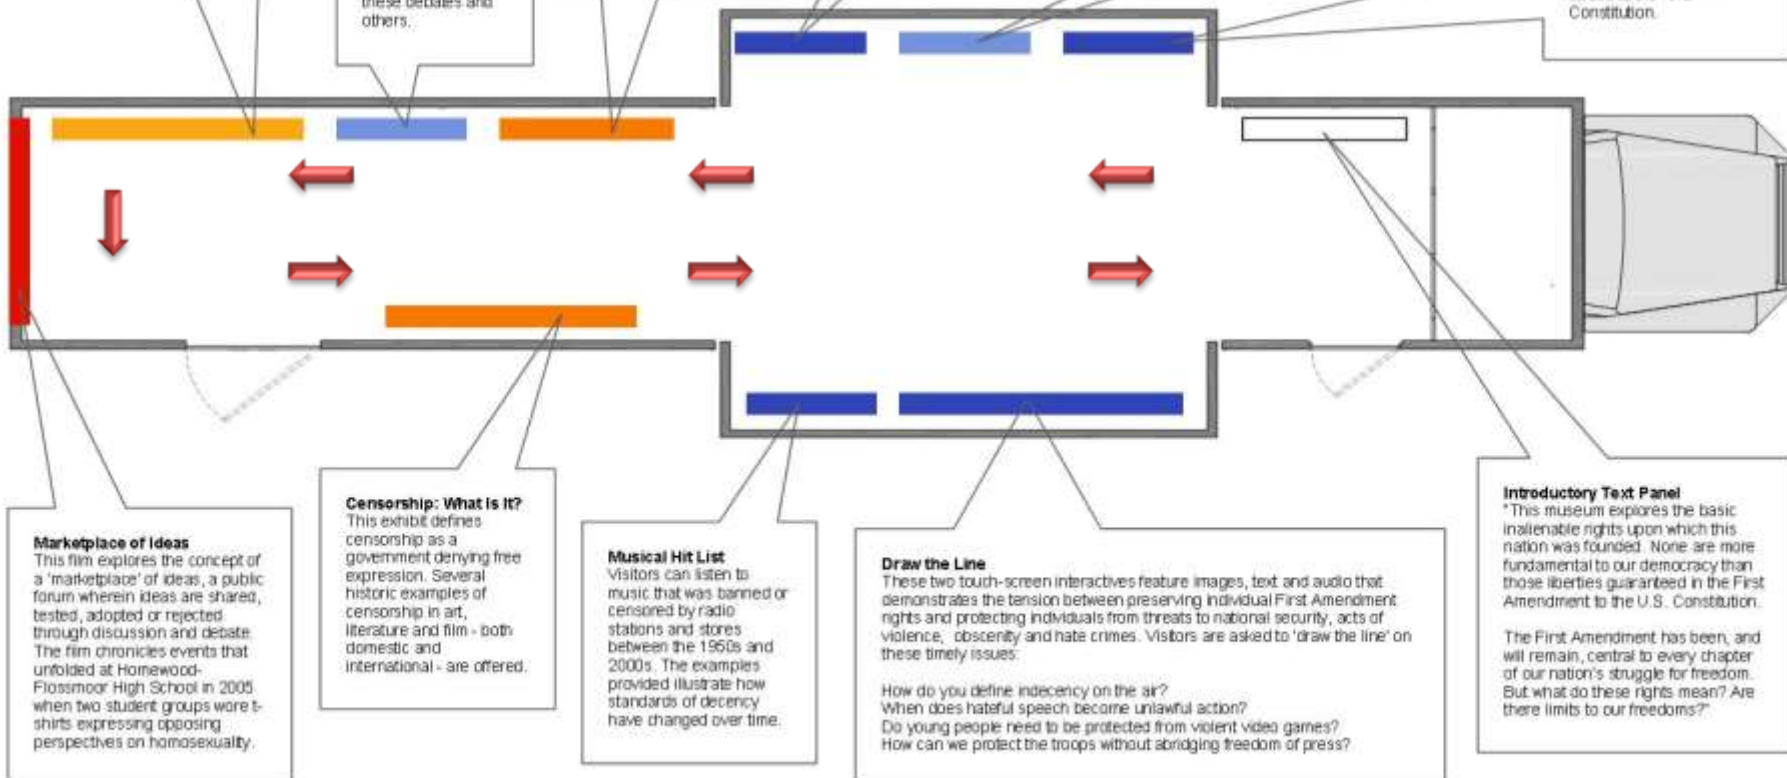 these debates and
others.
Constitution.
Marketplace of Ideas
This film explores the concept of
a 'marketplace' of ideas, a public
forum wherein ideas are shared,
tested, adopted or rejected
through discussion and debate.
The film chronicles events that
unfolded at Homewood-
Flossmoor High School in 2005
when two student groups wore t-
shirts expressing opposing
perspectives on homosexuality.
Censorship: What is It?
This exhibit defines
censorship as a
government denying free
expression. Several
historic examples of
censorship in art,
literature and film - both
domestic and
international - are offered.
Musical Hit List
Visitors can listen to
music that was banned or
censored by radio
stations and stores
between the 1950s and
2000s. The examples
provided illustrate how
standards of decency
have changed over time.
Draw the Line
These two touch-screen interactives feature images, text and audio that
demonstrates the tension between preserving individual First Amendment
rights and protecting individuals from threats to national security, acts of
violence, obscenity and hate crimes. Visitors are asked to 'draw the line' on
these timely issues:
How do you define indecency on the air?
When does hateful speech become unlawful action?
Do young people need to be protected from violent video games?
How can we protect the troops without abridging freedom of press?
Introductory Text Panel
"This museum explores the basic
inalienable rights upon which this
nation was founded. None are more
fundamental to our democracy than
those liberties guaranteed in the First
Amendment to the U.S. Constitution.
The First Amendment has been, and
will remain, central to every chapter
of our nation's struggle for freedom.
But what do these rights mean? Are
there limits to our freedoms?"